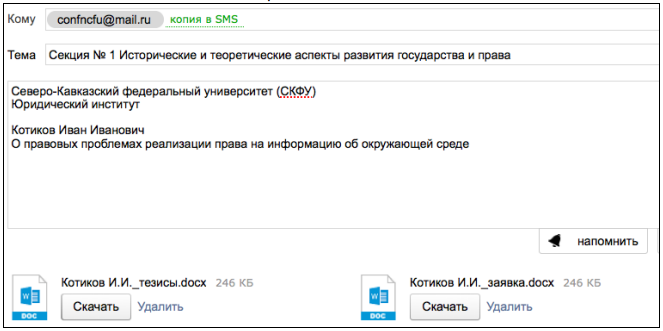 Кому confncfu@mail.ru копия в SMS
Тема Секция № 1 Исторические и теоретические аспекты развития государства и права
Северо-Кавказский федеральный университет (СКФУ)
Юридический институт
Котиков Иван Иванович
О правовых проблемах реализации права на информацию об окружающей среде
напомнить
Котиков И.И._тезисы.docx 246 КБ
W DOC Скачать Удалить
Котиков И.И._заявка.docx 246 КБ
W DOC Скачать Удалить